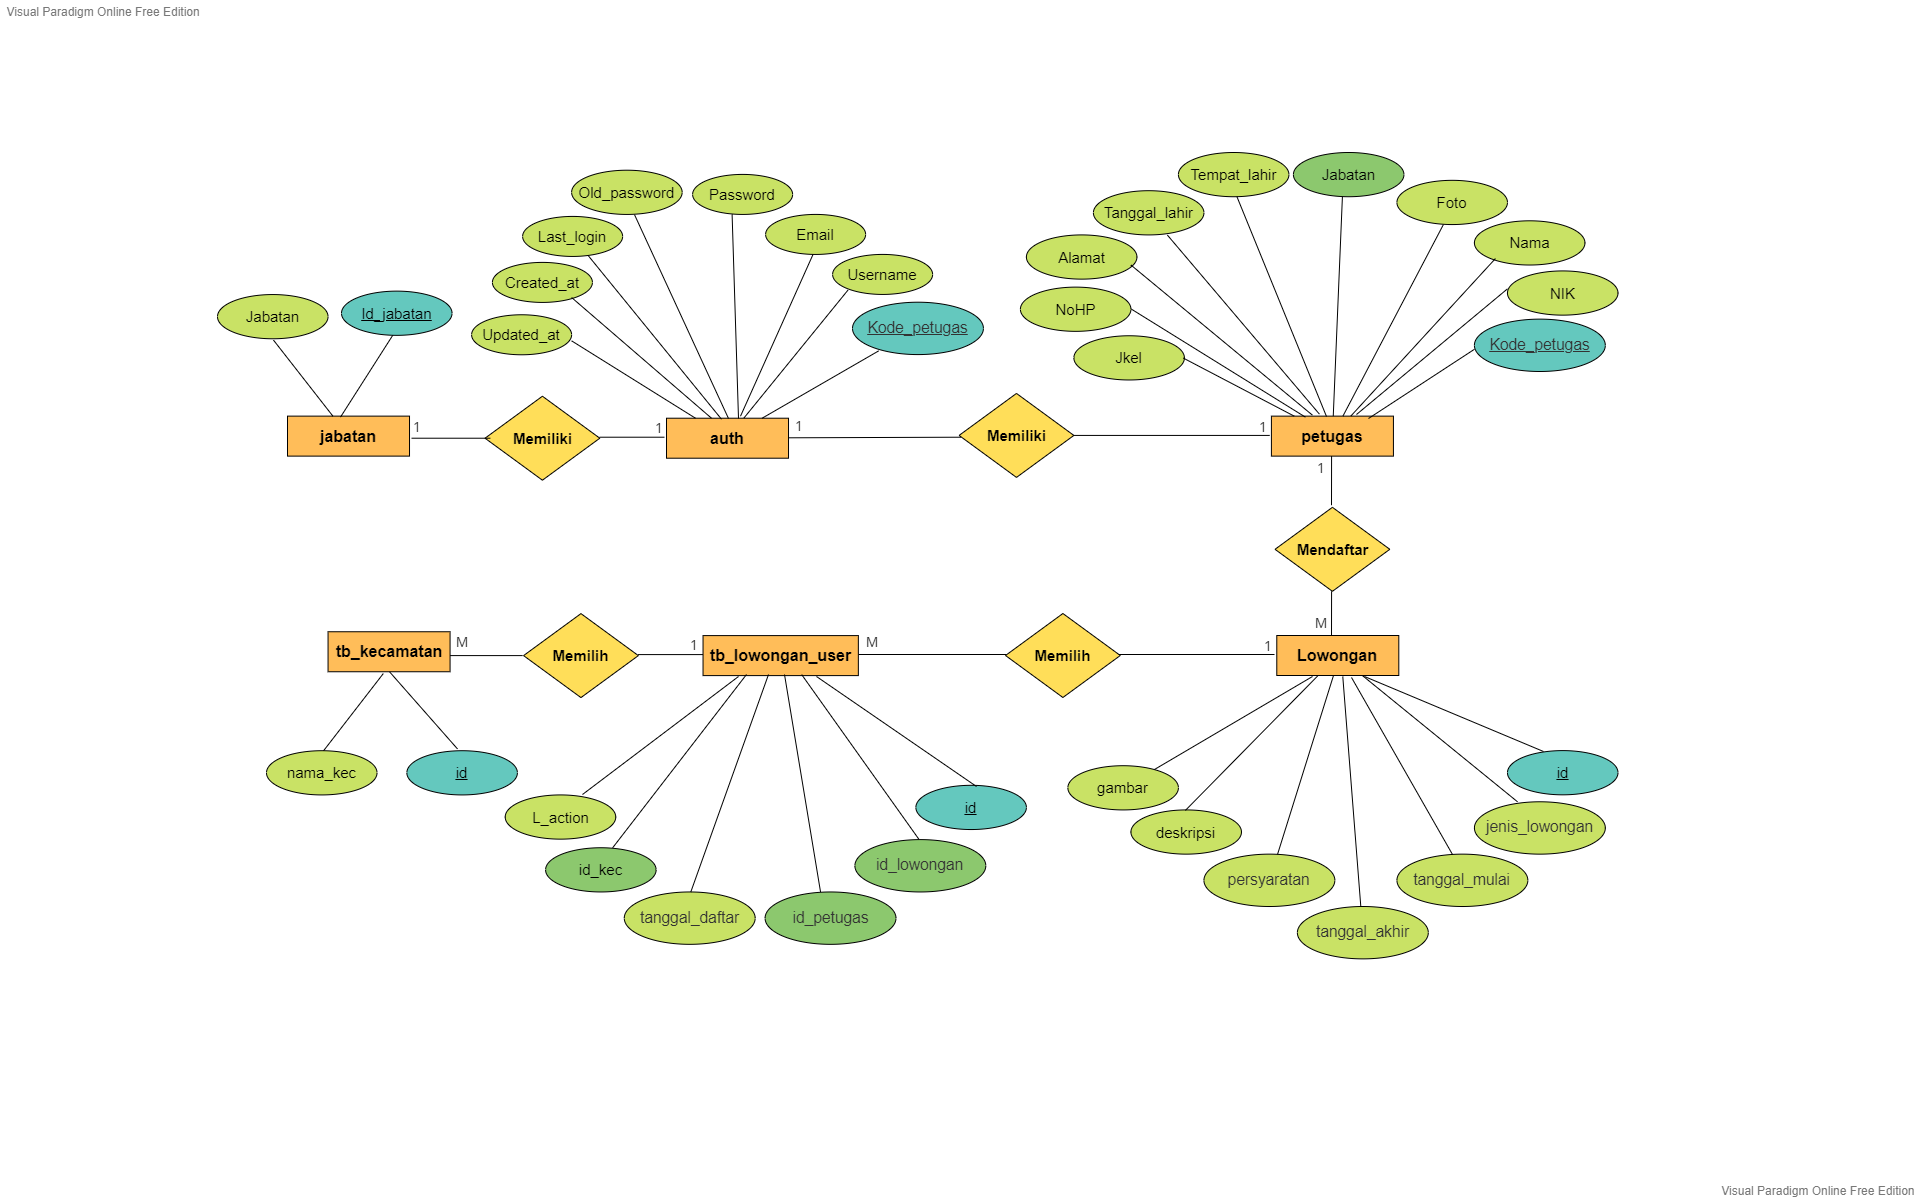 Visual Paradigm Online Free Edition
Tempat_lahir
Jabatan
Old_password
Password
Foto
Tanggal_lahir
Last_login
Email
Nama
Alamat
Created_at
Username
NIK
Jabatan
Id_jabatan
NoHP
Kode_petugas
Updated_at
Kode_petugas
Jkel
jabatan
1
Memiliki
1
auth
1
Memiliki
1
petugas
1
Mendaftar
M
tb_kecamatan
M
Memilih
1
tb_lowongan_user
M
Memilih
1
Lowongan
nama_kec
id
id
gambar
id
L_action
jenis_lowongan
deskripsi
id_kec
id_lowongan
persyaratan
tanggal_mulai
tanggal_daftar
id_petugas
tanggal_akhir
Visual Paradigm Online Free Edition